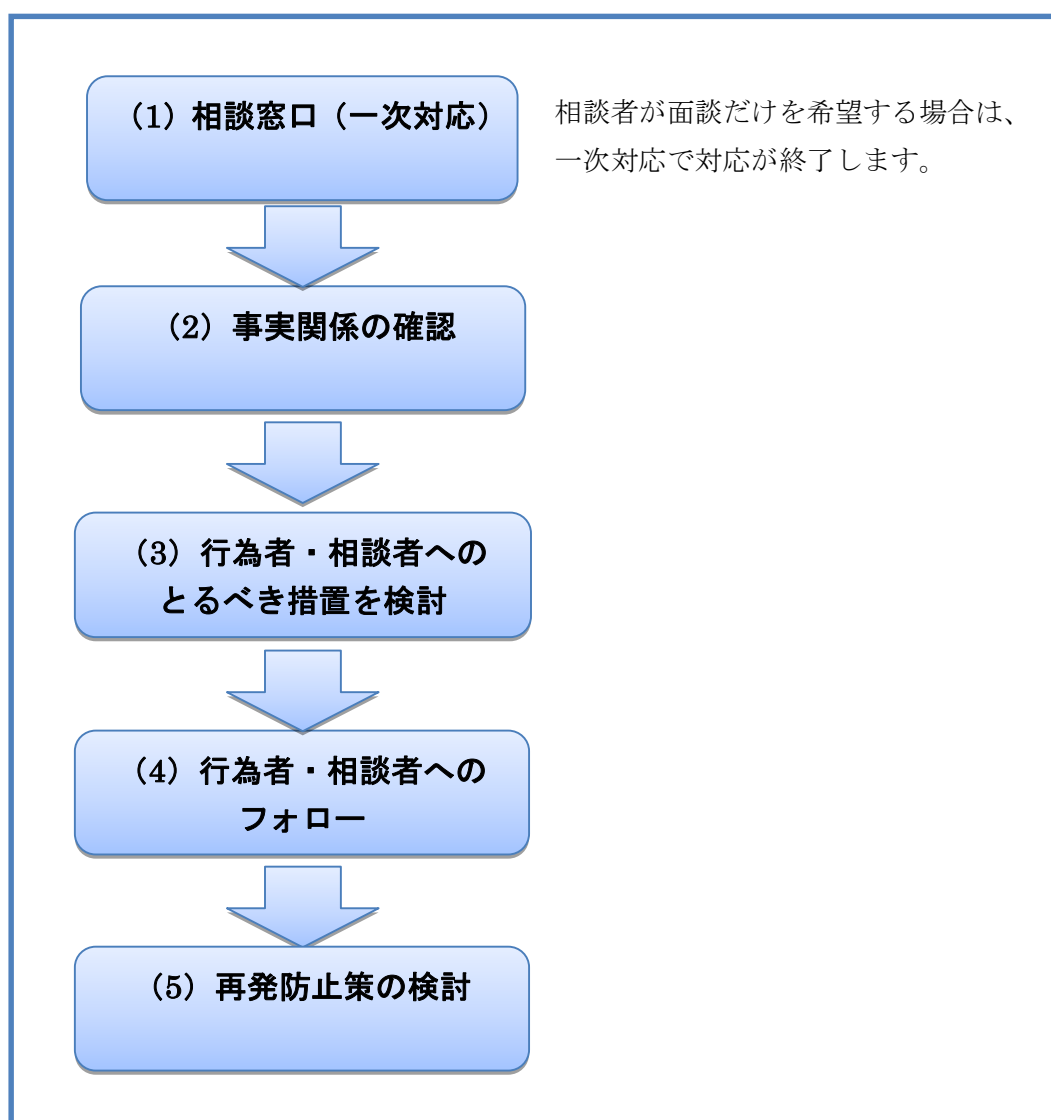 （1）相談窓口（一次対応）
相談者が面談だけを希望する場合は、
一次対応で対応が終了します。
（2）事実関係の確認
（3）行為者・相談者への
とるべき措置を検討
（4）行為者・相談者への
フォロー
（5）再発防止策の検討